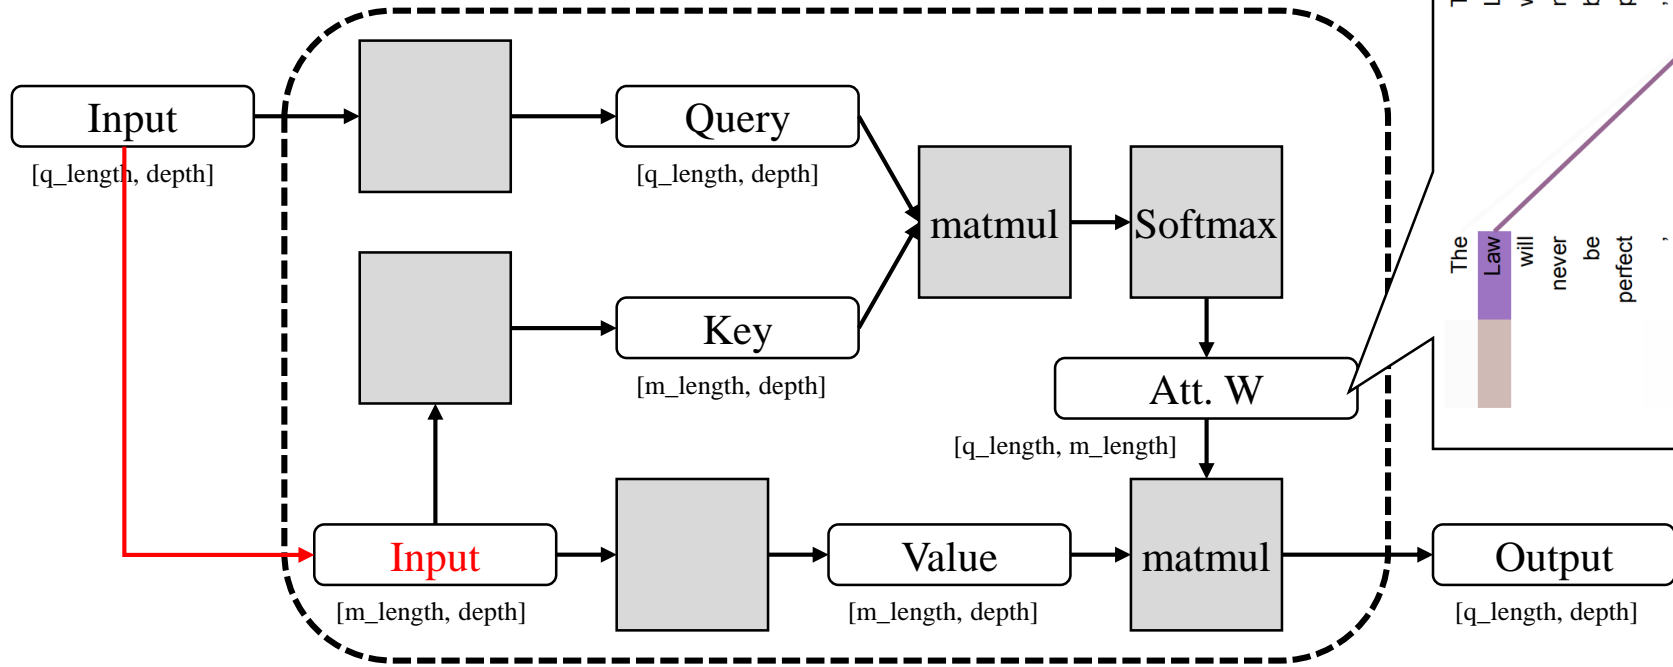 Input
[q_length, depth]
Query
[q_length, depth]
matmul
Softmax
Key
[m_length, depth]
Att. W
[q_length, m_length]
Input
[m_length, depth]
Value
[m_length, depth]
matmul
Output
[q_length, depth]
The
Law
will
never
be
perfect
,